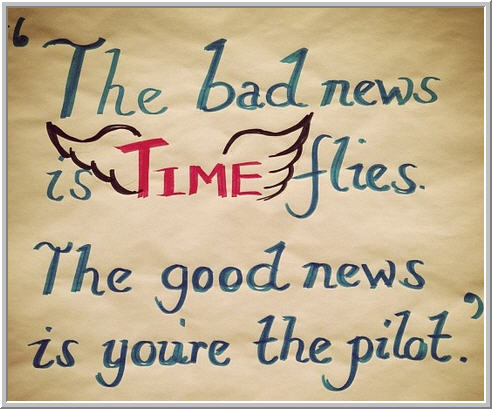 ‘The bad news
is TIME flies.
The good news
is you're the pilot.’